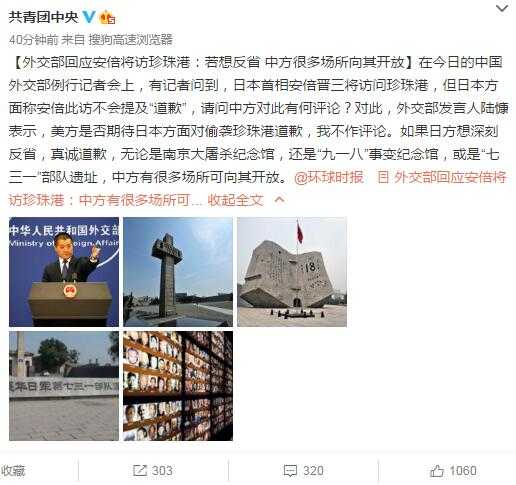 共青团中央
40分钟前 来自 搜狗高速浏览器
【外交部回应安倍将访珍珠港：若想反省 中方很多场所向其开放】在今日的中国
外交部例行记者会上，有记者问到，日本首相安倍晋三将访问珍珠港，但日本方
面称安倍此访不会提及“道歉”，请问中方对此有何评论？对此，外交部发言人陆慷
表示，美方是否期待日本方面对偷袭珍珠港道歉，我不作评论。如果日方想深刻
反省，真诚道歉，无论是南京大屠杀纪念馆，还是“九一八”事变纪念馆，或是“七
三一”部队遗址，中方有很多场所可向其开放。@环球时报 外交部回应安倍将
访珍珠港：中方有很多场所可... 收起全文
中华人民共和国外交部
Ministry of Foreign Affairs
18
华日军第七三一部队
收藏
303
320
1060